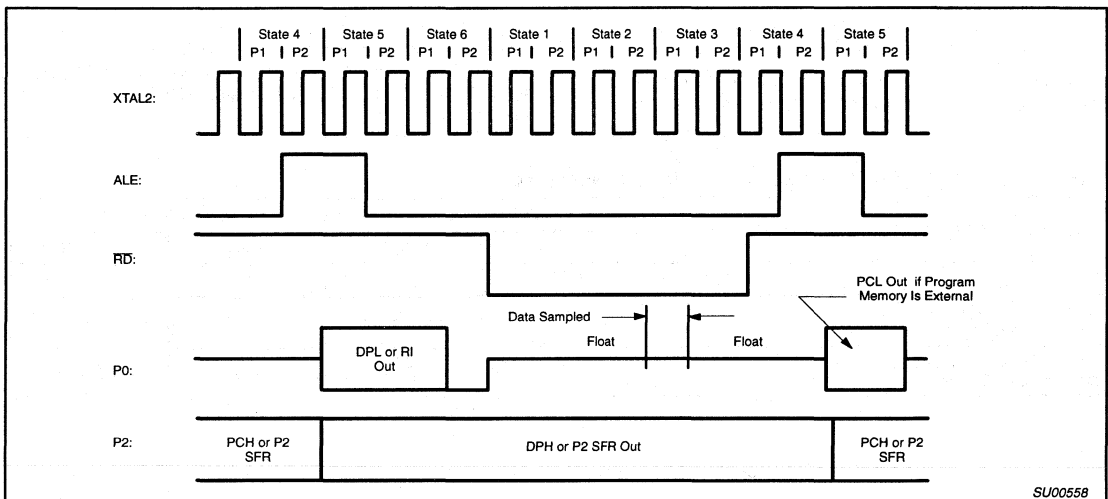 State 4 State 5 State 6 State 1 State 2 State 3 State 4 State 5
P1 P2 P1 P2 P1 P2 P1 P2 P1 P2 P1 P2 P1 P2 P1 P2
XTAL2:
ALE:
RD:
PCL Out if Program
Memory Is External
Data Sampled
Float Float
DPL or RI
Out
P0:
P2:
PCH or P2
SFR
DPH or P2 SFR Out
PCH or P2
SFR
SU00558